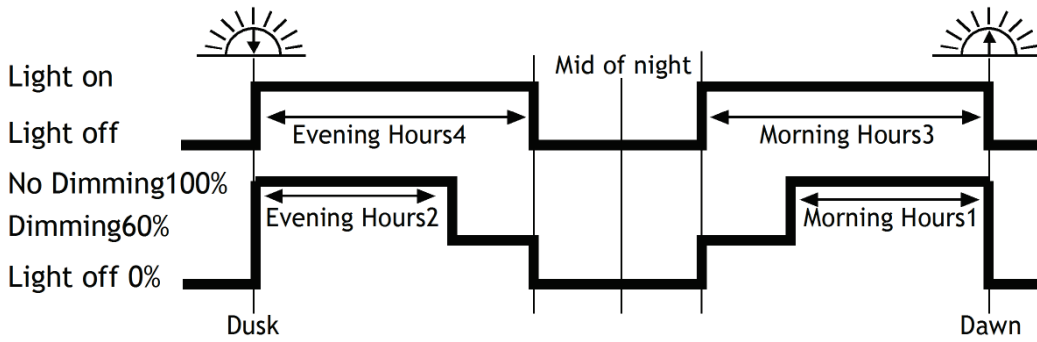 Mid of night
Light on
Light off
Evening Hours4
Morning Hours3
No Dimming100%
Evening Hours2
Morning Hours1
Dimming60%
Light off 0%
Dusk
Dawn